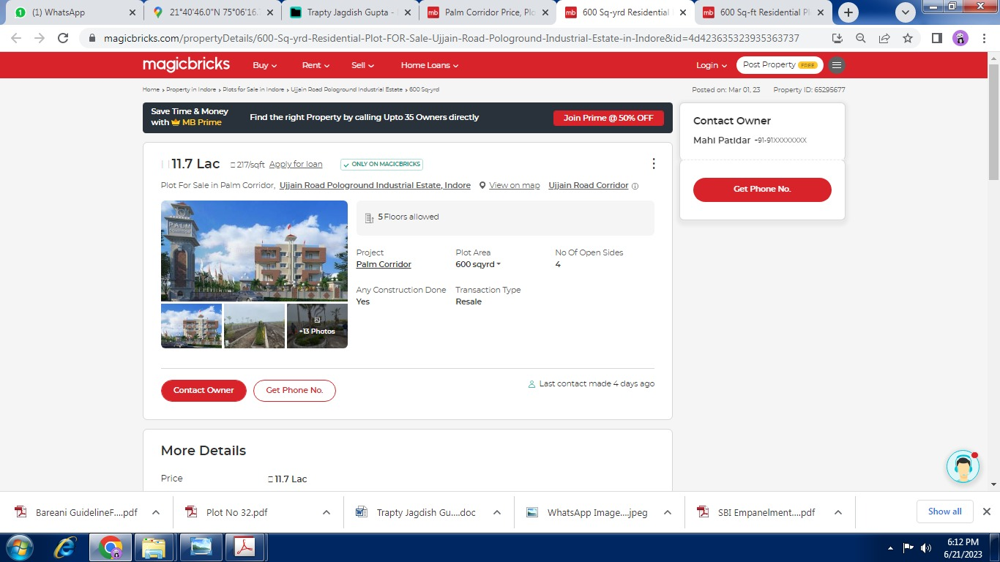 (1) WhatsApp
21°40'46.0"N 75°06'16.
Trapty Jagdish Gupta -
Palm Corridor Price, Plo
600 Sq-yrd Residential
600 Sq-ft Residential Pl
magicbricks.com/propertyDetails/600-Sq-yrd-Residential-Plot-FOR-Sale-Ujjain-Road-Pologround-Industrial-Estate-in-Indore&id=4d423635323935363737
magicbricks Buy Rent Sell Home Loans Login Post Property FREE
Home > Property in Indore > Plots for Sale in Indore > Ujjain Road Pologround Industrial Estate > 600 Sq-yrd
Posted on: Mar 01, 23 Property ID: 65295677
Save Time & Money
with MB Prime
Find the right Property by calling Upto 35 Owners directly
Join Prime @ 50% OFF
Contact Owner
Mahi Patidar +91-91XXXXXXXX
Get Phone No.
11.7 Lac 217/sqft Apply for loan ONLY ON MAGICBRICKS
Plot For Sale in Palm Corridor, Ujjain Road Pologround Industrial Estate, Indore View on map Ujjain Road Corridor
PALM
5 Floors allowed
Project Plot Area No Of Open Sides
Palm Corridor 600 sqyrd 4
Any Construction Done Transaction Type
Yes Resale
+13 Photos
Contact Owner Get Phone No. Last contact made 4 days ago
More Details
Price 11.7 Lac
Bareani GuidelineF....pdf
Plot No 32.pdf
Trapty Jagdish Gu....doc
WhatsApp Image....jpeg
SBI Empanelment....pdf
Show all
6:12 PM
6/21/2023